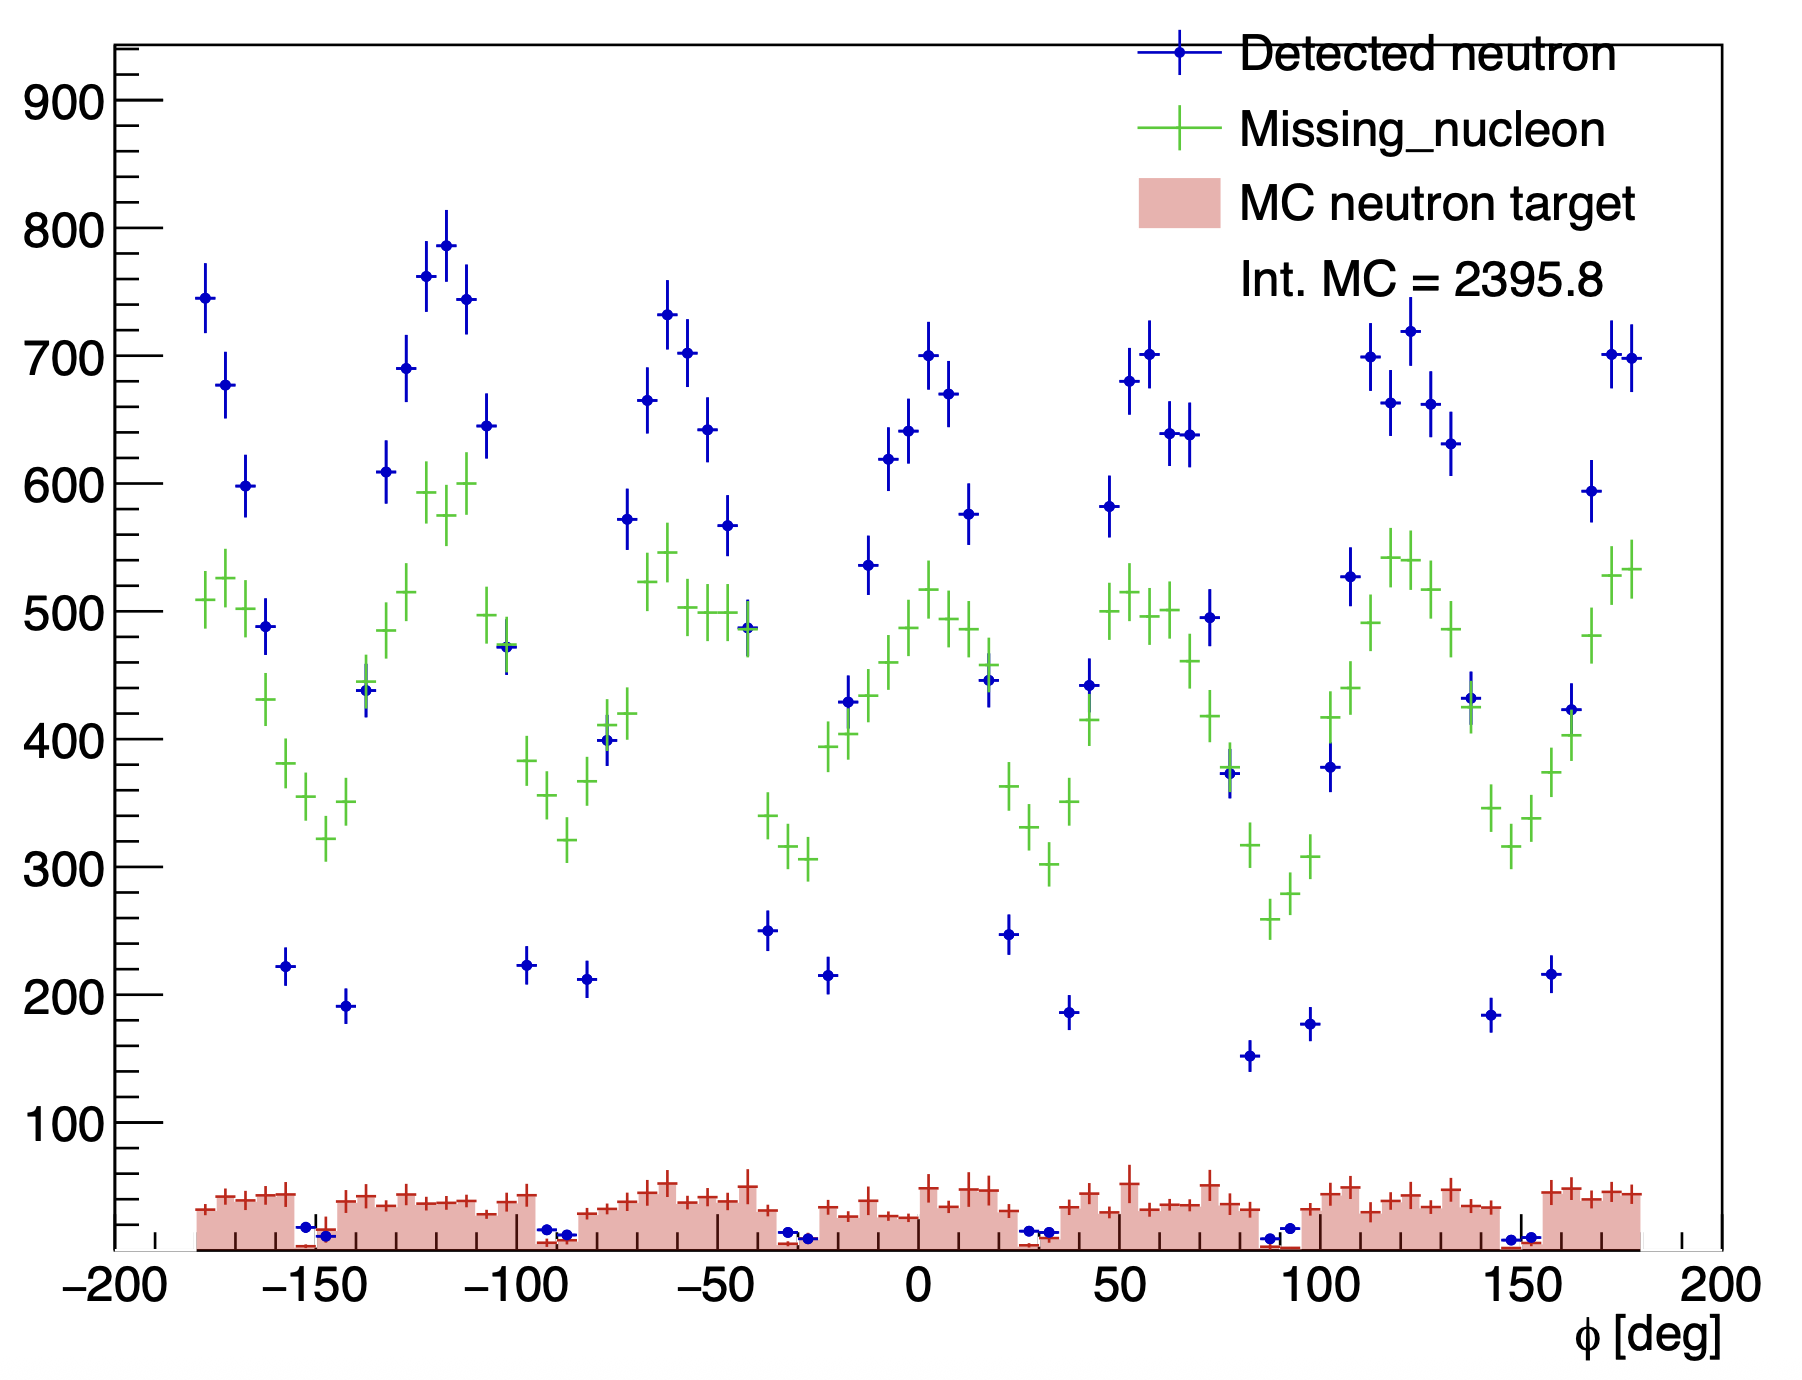 Detected neutron
Missing_nucleon
MC neutron target
Int. MC = 2395.8
900
800
700
600
500
400
300
200
100
−200 −150 −100 −50 0 50 100 150 200
ϕ [deg]